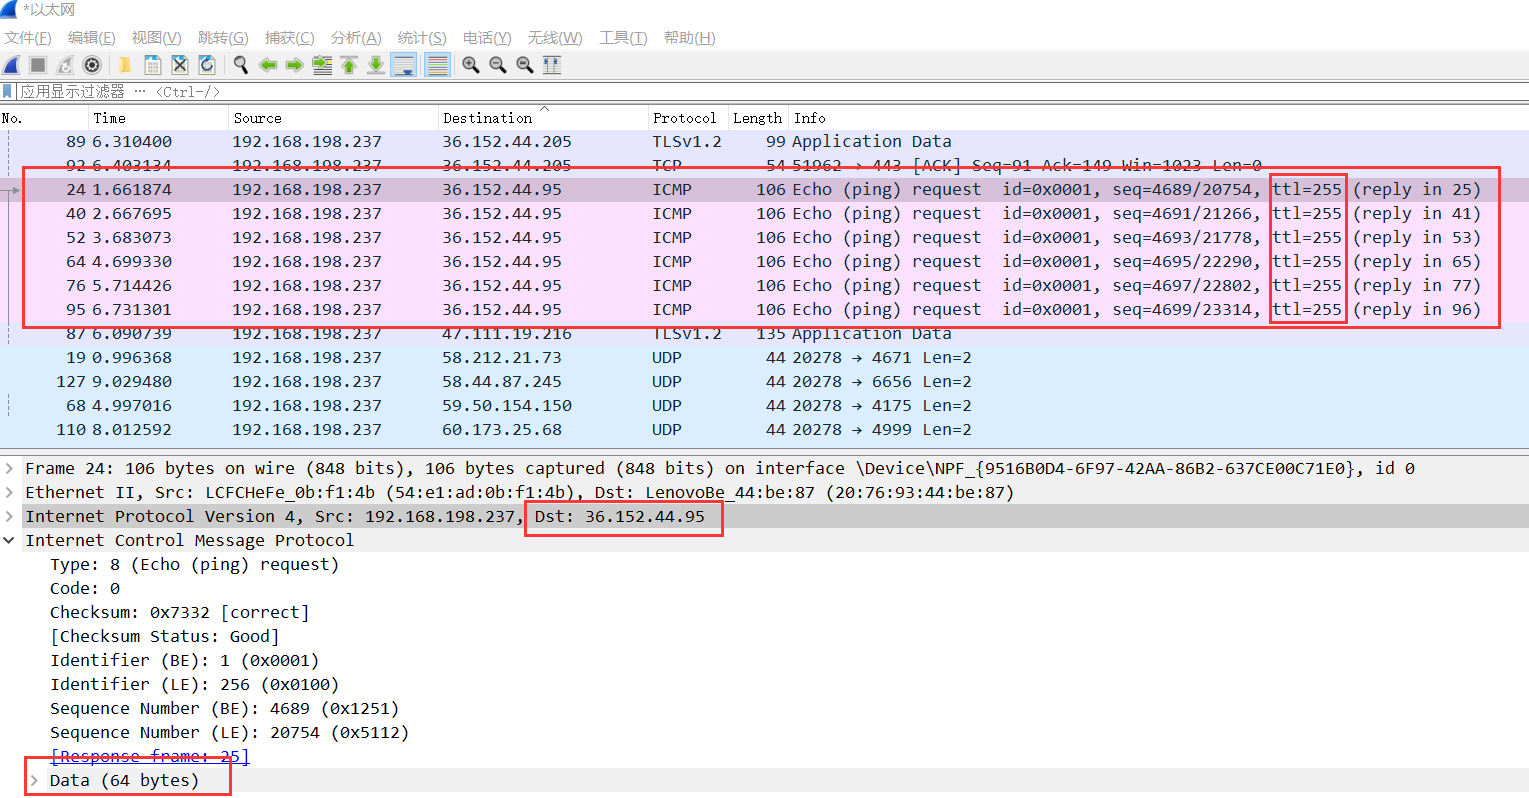 *以太网
文件(F) 编辑(E) 视图(V) 跳转(G) 捕获(C) 分析(A) 统计(S) 电话(Y) 无线(W) 工具(T) 帮助(H)
应用显示过滤器 … <Ctrl-/>
No. Time Source Destination Protocol Length Info
89 6.310400 192.168.198.237 36.152.44.205 TLSv1.2 99 Application Data
92 6.403134 192.168.198.237 36.152.44.205 TCP 54 51962 → 443 [ACK] Seq=91 Ack=149 Win=1023 Len=0
24 1.661874 192.168.198.237 36.152.44.95 ICMP 106 Echo (ping) request id=0x0001, seq=4689/20754, ttl=255 (reply in 25)
40 2.667695 192.168.198.237 36.152.44.95 ICMP 106 Echo (ping) request id=0x0001, seq=4691/21266, ttl=255 (reply in 41)
52 3.683073 192.168.198.237 36.152.44.95 ICMP 106 Echo (ping) request id=0x0001, seq=4693/21778, ttl=255 (reply in 53)
64 4.699330 192.168.198.237 36.152.44.95 ICMP 106 Echo (ping) request id=0x0001, seq=4695/22290, ttl=255 (reply in 65)
76 5.714426 192.168.198.237 36.152.44.95 ICMP 106 Echo (ping) request id=0x0001, seq=4697/22802, ttl=255 (reply in 77)
95 6.731301 192.168.198.237 36.152.44.95 ICMP 106 Echo (ping) request id=0x0001, seq=4699/23314, ttl=255 (reply in 96)
87 6.090739 192.168.198.237 47.111.19.216 TLSv1.2 135 Application Data
19 0.996368 192.168.198.237 58.212.21.73 UDP 44 20278 → 4671 Len=2
127 9.029480 192.168.198.237 58.44.87.245 UDP 44 20278 → 6656 Len=2
68 4.997016 192.168.198.237 59.50.154.150 UDP 44 20278 → 4175 Len=2
110 8.012592 192.168.198.237 60.173.25.68 UDP 44 20278 → 4999 Len=2
Frame 24: 106 bytes on wire (848 bits), 106 bytes captured (848 bits) on interface \Device\NPF_{9516B0D4-6F97-42AA-86B2-637CE00C71E0}, id 0
Ethernet II, Src: LCFCHeFe_0b:f1:4b (54:e1:ad:0b:f1:4b), Dst: LenovoBe_44:be:87 (20:76:93:44:be:87)
Internet Protocol Version 4, Src: 192.168.198.237, Dst: 36.152.44.95
Internet Control Message Protocol
Type: 8 (Echo (ping) request)
Code: 0
Checksum: 0x7332 [correct]
[Checksum Status: Good]
Identifier (BE): 1 (0x0001)
Identifier (LE): 256 (0x0100)
Sequence Number (BE): 4689 (0x1251)
Sequence Number (LE): 20754 (0x5112)
[Response frame: 25]
Data (64 bytes)